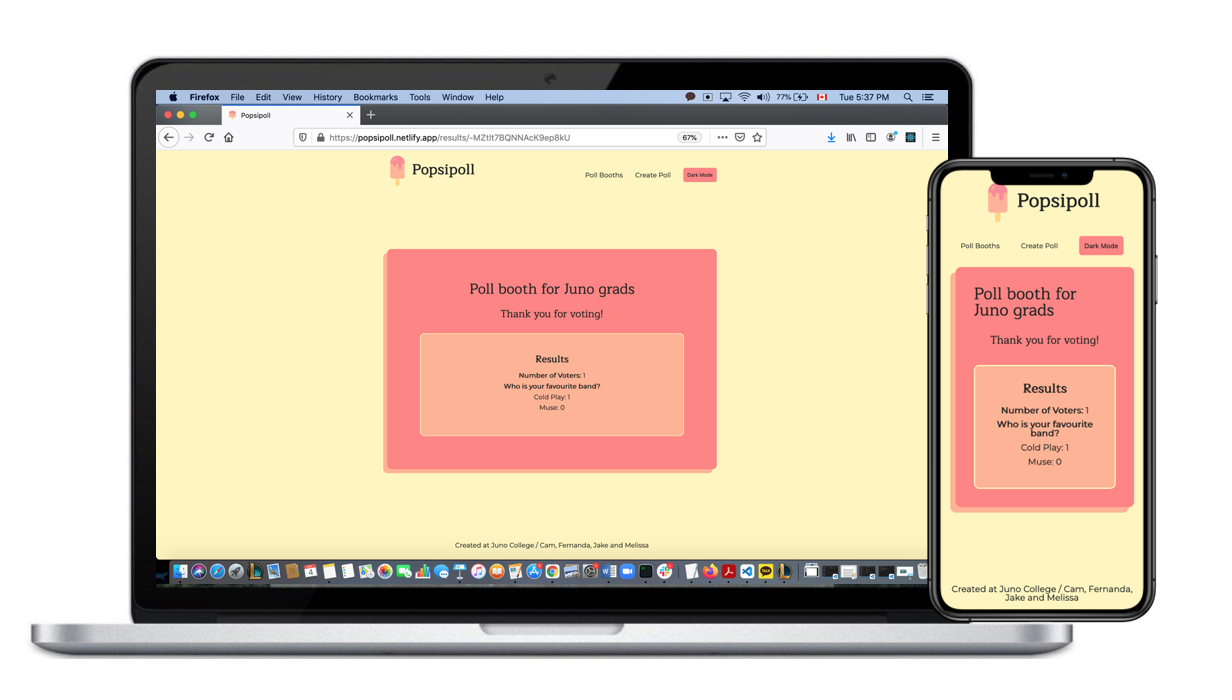 Firefox File Edit View History Bookmarks Tools Window Help 77% Tue 5:37 PM
Popsipoll
https://popsipoll.netlify.app/results/-MZtIt7BQNNAcK9ep8kU 67%
Popsipoll
Poll Booths Create Poll Dark Mode
Poll booth for Juno grads
Thank you for voting!
Results
Number of Voters: 1
Who is your favourite band?
Cold Play: 1
Muse: 0
Created at Juno College / Cam, Fernanda, Jake and Melissa
Popsipoll
Poll Booths Create Poll Dark Mode
Poll booth for
Juno grads
Thank you for voting!
Results
Number of Voters: 1
Who is your favourite
band?
Cold Play: 1
Muse: 0
Created at Juno College / Cam, Fernanda,
Jake and Melissa